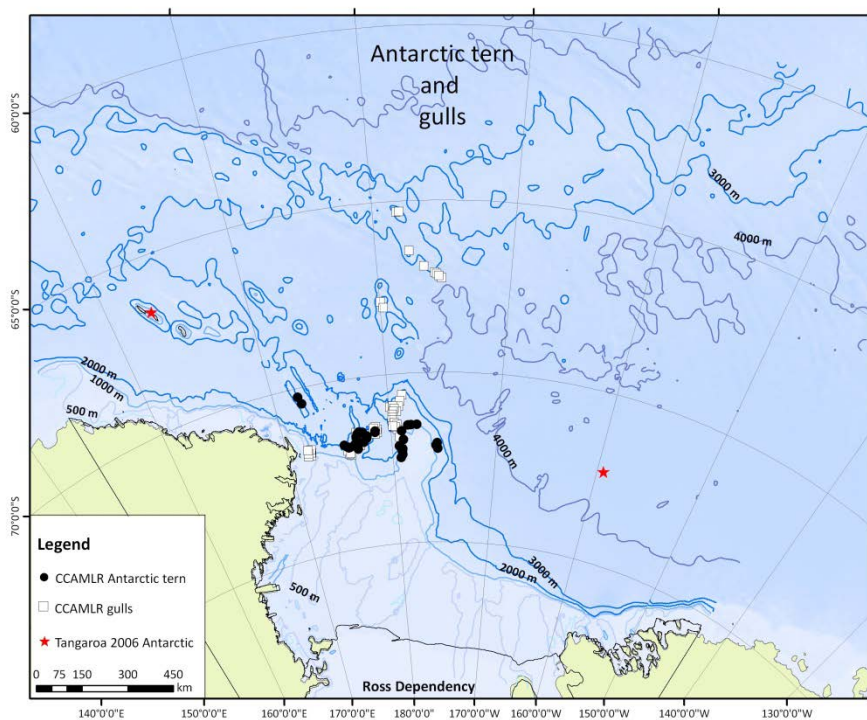 Antarctic tern
and
gulls
60°0'0"S
65°0'0"S
70°0'0"S
3000 m
4000 m
2000 m
1000 m
500 m
4000 m
3000 m
2000 m
500 m
Legend
CCAMLR Antarctic tern
CCAMLR gulls
Tangaroa 2006 Antarctic
0 75 150 300 450
km
Ross Dependency
140°0'0"E 150°0'0"E 160°0'0"E 170°0'0"E 180°0'0" 170°0'0"W 160°0'0"W 150°0'0"W 140°0'0"W 130°0'0"W